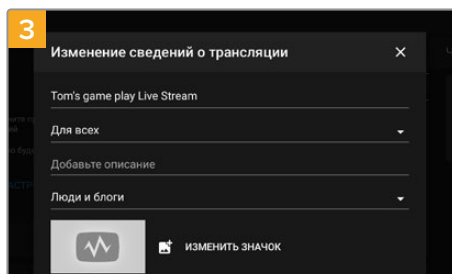 3
Изменение сведений о трансляции
Tom's game play Live Stream
Для всех
Добавьте описание
Люди и блоги
ИЗМЕНИТЬ ЗНАЧОК